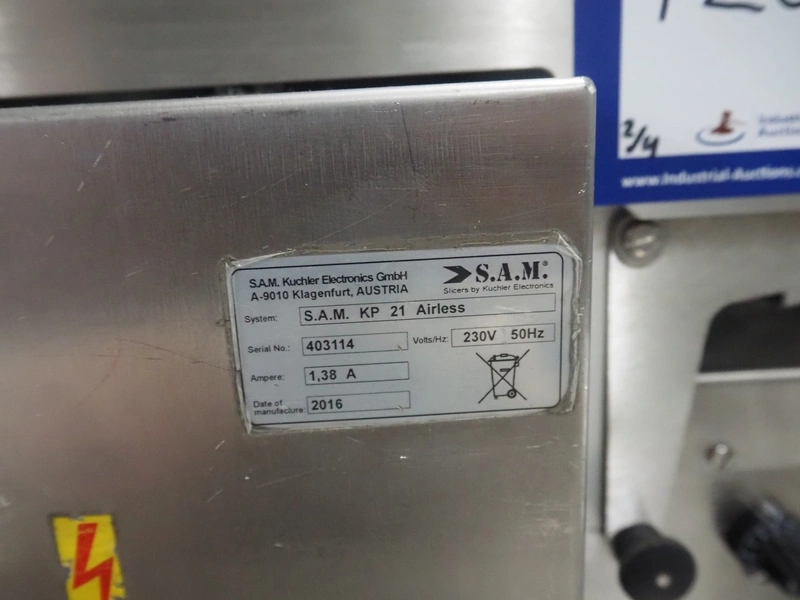 S.A.M. Kuchler Electronics GmbH
A-9010 Klagenfurt, AUSTRIA
S.A.M.®
Slicers by Kuchler Electronics
System: S.A.M. KP 21 Airless
Serial No.: 403114 Volts/Hz: 230V 50Hz
Ampere: 1,38 A
Date of
manufacture: 2016
2/4
www.Industrial-Auctions.